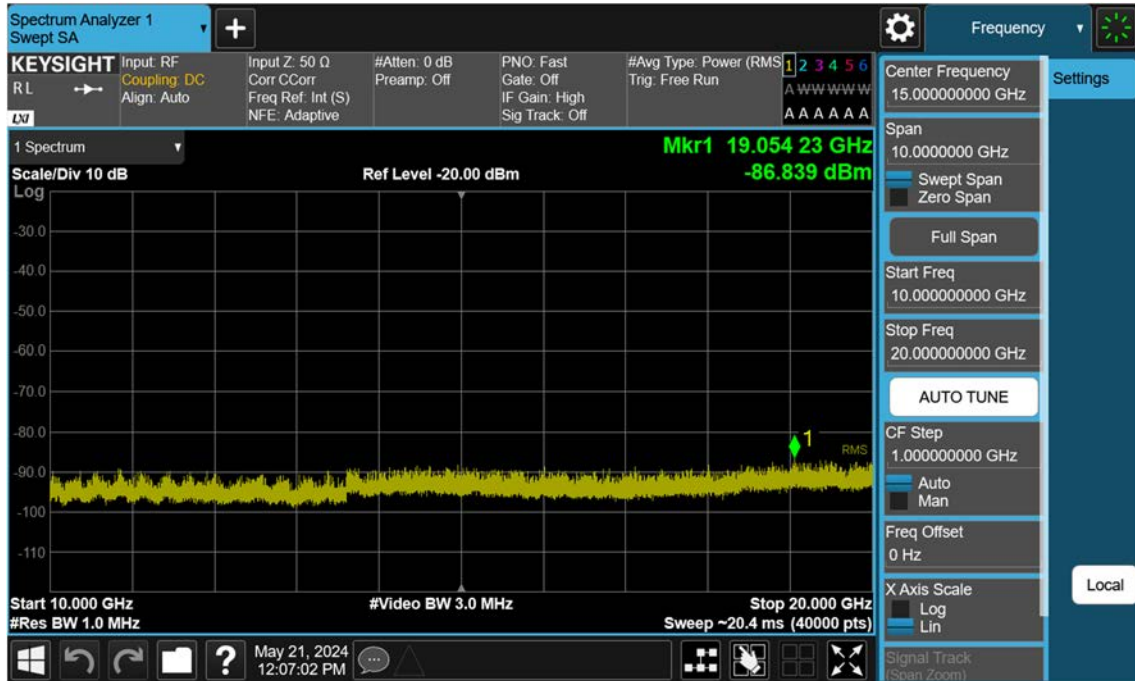 Spectrum Analyzer 1
Swept SA
+
Frequency
KEYSIGHT
RL
LXI
Input: RF
Coupling: DC
Align: Auto
Input Z: 50 Ω
Corr CCorr
Freq Ref: Int (S)
NFE: Adaptive
#Atten: 0 dB
Preamp: Off
PNO: Fast
Gate: Off
IF Gain: High
Sig Track: Off
#Avg Type: Power (RMS
Trig: Free Run
1 2 3 4 5 6
A W W W W W
A A A A A A
Center Frequency
15.000000000 GHz
Settings
Span
10.0000000 GHz
Swept Span
Zero Span
Full Span
Start Freq
10.000000000 GHz
Stop Freq
20.000000000 GHz
AUTO TUNE
CF Step
1.000000000 GHz
Auto
Man
Freq Offset
0 Hz
X Axis Scale
Log
Lin
Signal Track
(Span Zoom)
Local
1 Spectrum
Mkr1 19.054 23 GHz
-86.839 dBm
Scale/Div 10 dB
Ref Level -20.00 dBm
Log
-30.0
-40.0
-50.0
-60.0
-70.0
-80.0
1
RMS
-90.0
-100
-110
Start 10.000 GHz
#Video BW 3.0 MHz
Stop 20.000 GHz
#Res BW 1.0 MHz
Sweep ~20.4 ms (40000 pts)
?
May 21, 2024
12:07:02 PM